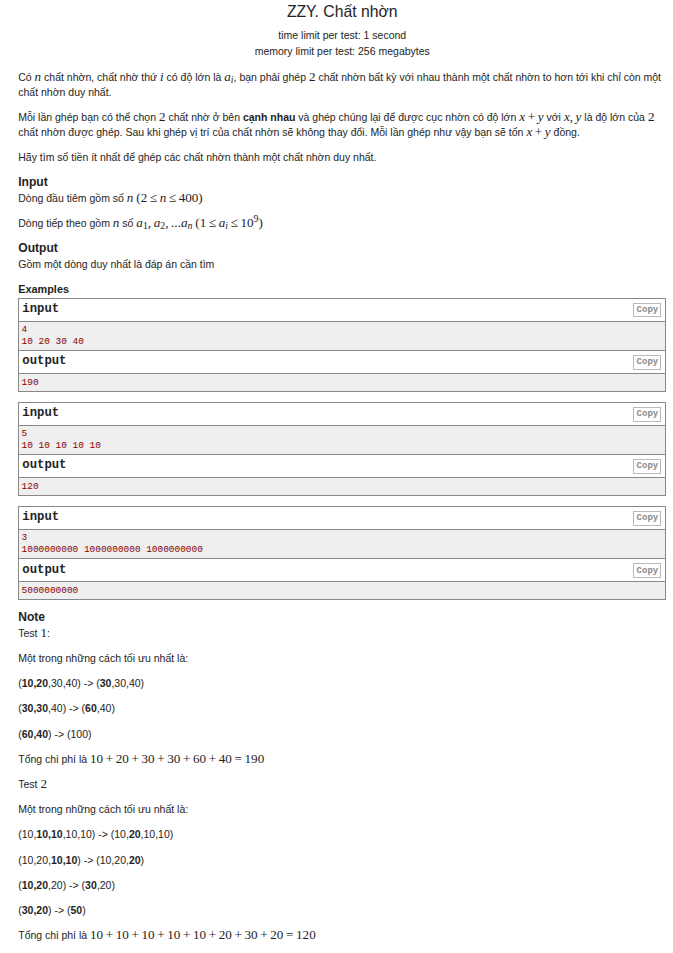 ZZY. Chất nhờn
time limit per test: 1 second
memory limit per test: 256 megabytes
Có n chất nhờn, chất nhờ thứ i có độ lớn là aᵢ, bạn phải ghép 2 chất nhờn bất kỳ với nhau thành một chất nhờn to hơn tới khi chỉ còn một
chất nhờn duy nhất.
Mỗi lần ghép bạn có thể chọn 2 chất nhờ ở bên cạnh nhau và ghép chúng lại để được cục nhờn có độ lớn x + y với x, y là độ lớn của 2
chất nhờn được ghép. Sau khi ghép vị trí của chất nhờn sẽ không thay đổi. Mỗi lần ghép như vậy bạn sẽ tốn x + y đồng.
Hãy tìm số tiền ít nhất để ghép các chất nhờn thành một chất nhờn duy nhất.
Input
Dòng đầu tiêm gồm số n (2 ≤ n ≤ 400)
Dòng tiếp theo gồm n số a₁, a₂, ...aₙ (1 ≤ aᵢ ≤ 10⁹)
Output
Gồm một dòng duy nhất là đáp án cần tìm
Examples
input Copy
4
10 20 30 40
output Copy
190
input Copy
5
10 10 10 10 10
output Copy
120
input Copy
3
1000000000 1000000000 1000000000
output Copy
5000000000
Note
Test 1:
Một trong những cách tối ưu nhất là:
(10,20,30,40) -> (30,30,40)
(30,30,40) -> (60,40)
(60,40) -> (100)
Tổng chi phí là 10 + 20 + 30 + 30 + 60 + 40 = 190
Test 2
Một trong những cách tối ưu nhất là:
(10,10,10,10,10) -> (10,20,10,10)
(10,20,10,10) -> (10,20,20)
(10,20,20) -> (30,20)
(30,20) -> (50)
Tổng chi phí là 10 + 10 + 10 + 10 + 10 + 20 + 30 + 20 = 120